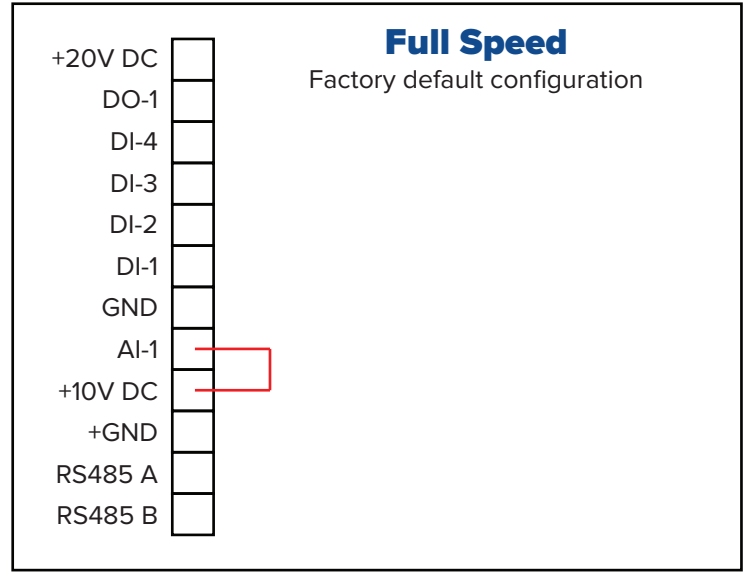 Full Speed
Factory default configuration
+20V DC
DO-1
DI-4
DI-3
DI-2
DI-1
GND
AI-1
+10V DC
+GND
RS485 A
RS485 B